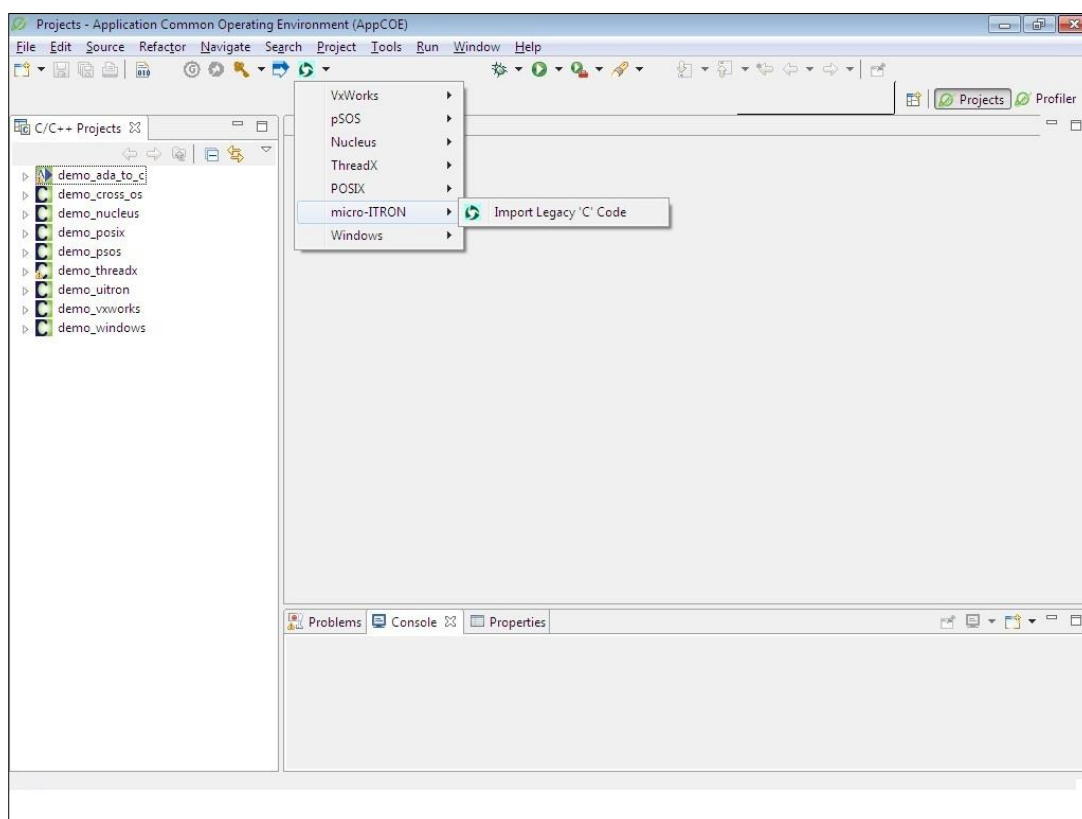 Projects - Application Common Operating Environment (AppCOE)
File Edit Source Refactor Navigate Search Project Tools Run Window Help
Projects Profiler
VxWorks
pSOS
Nucleus
ThreadX
POSIX
micro-ITRON
Windows
Import Legacy 'C' Code
C/C++ Projects
demo_ada_to_c
demo_cross_os
demo_nucleus
demo_posix
demo_psos
demo_threadx
demo_uitron
demo_vxworks
demo_windows
Problems Console Properties